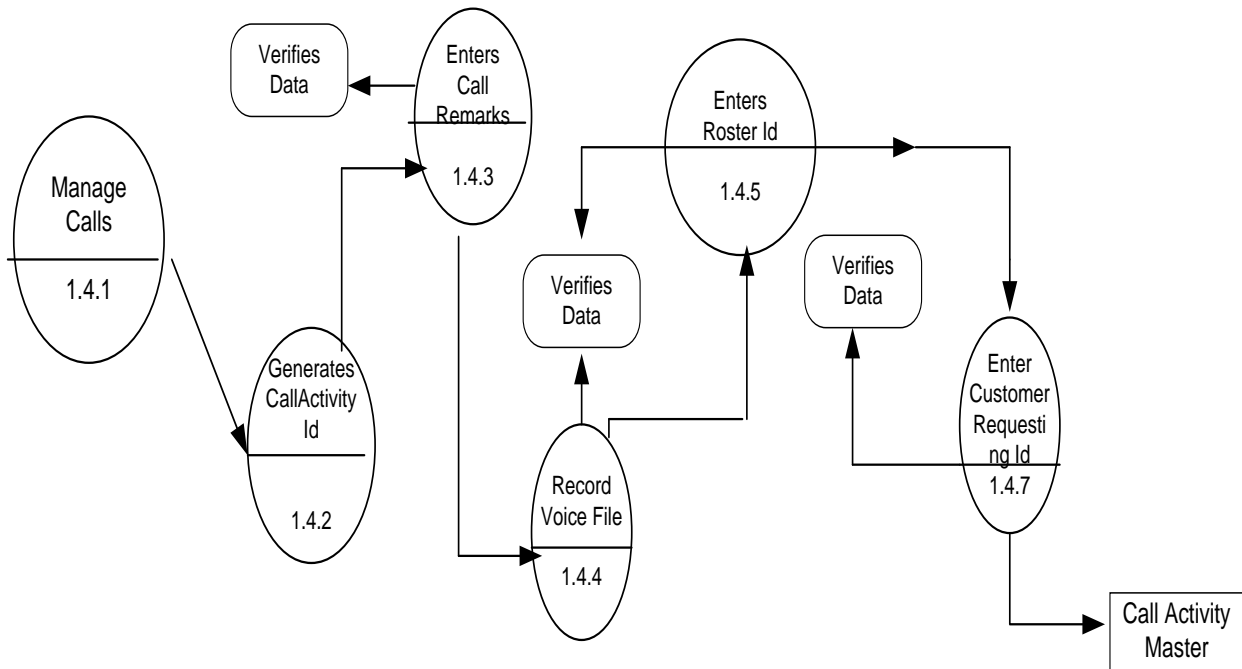 Manage
Calls
1.4.1
Generates
CallActivity
Id
1.4.2
Verifies
Data
Enters
Call
Remarks
1.4.3
Record
Voice File
1.4.4
Verifies
Data
Enters
Roster Id
1.4.5
Verifies
Data
Enter
Customer
Requesti
ng Id
1.4.7
Call Activity
Master